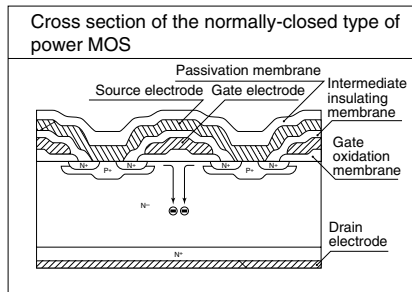 Cross section of the normally-closed type of
power MOS
Passivation membrane
Intermediate
insulating
membrane
Source electrode
Gate electrode
Gate
oxidation
membrane
N+
N+
N+
N+
P+
P+
N−
N+
Drain
electrode